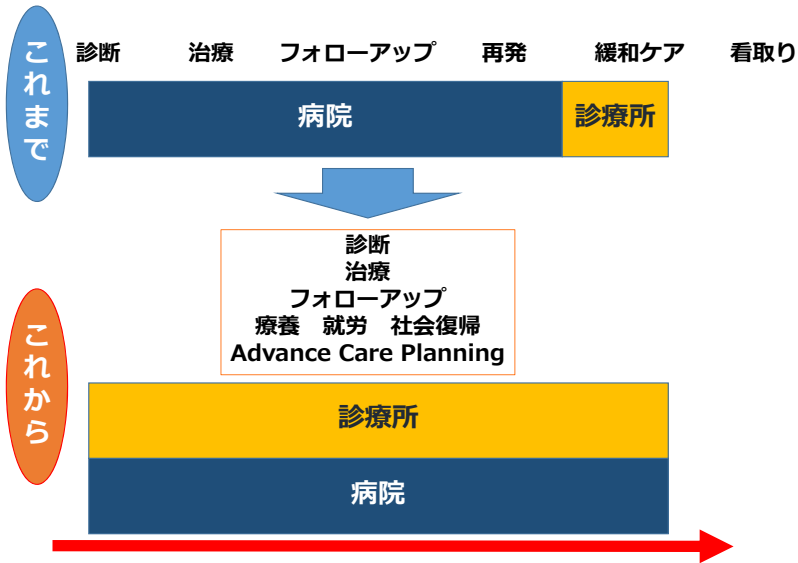 これまで
診断 治療 フォローアップ 再発 緩和ケア 看取り
病院 診療所
診断
治療
フォローアップ
療養 就労 社会復帰
Advance Care Planning
これから
診療所
病院